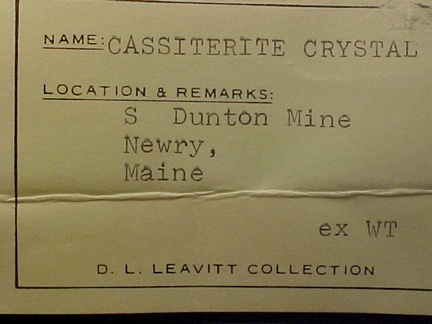 NAME: CASSITERITE CRYSTAL
LOCATION & REMARKS:
S Dunton Mine
Newry,
Maine
ex WT
D. L. LEAVITT COLLECTION